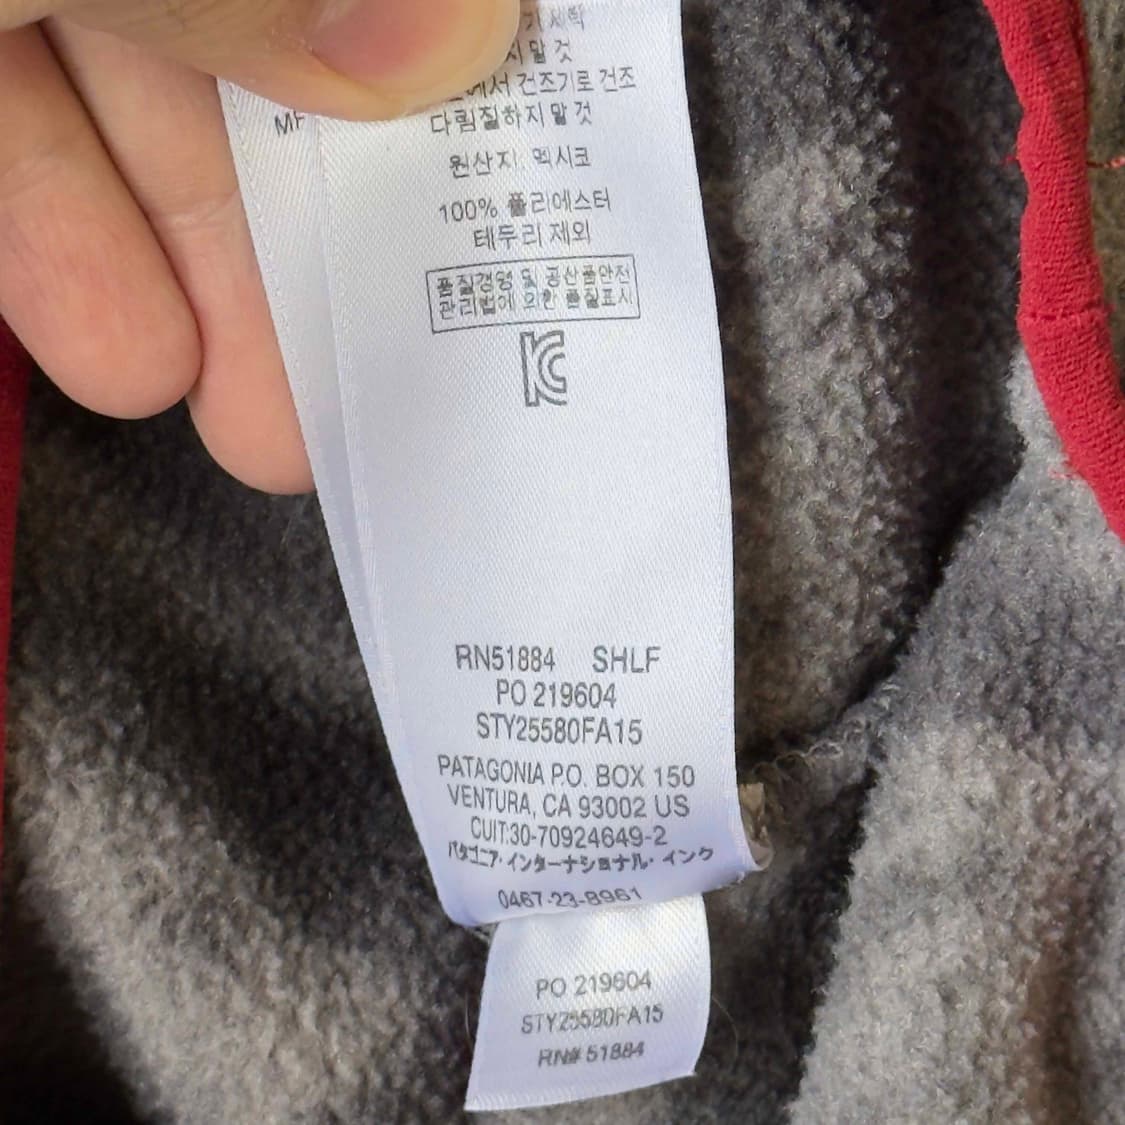 MF
기 세탁
지 말 것
에서 건조기로 건조
다림질하지 말 것
원산지: 멕시코
100% 폴리에스터
테두리 제외
품질경영 및 공산품안전
관리법에 의한 품질표시
RN51884 SHLF
PO 219604
STY25580FA15
PATAGONIA P.O. BOX 150
VENTURA, CA 93002 US
CUIT:30-70924649-2
パタゴニア・インターナショナル・インク
0467-23-8961
PO 219604
STY25580FA15
RN# 51884